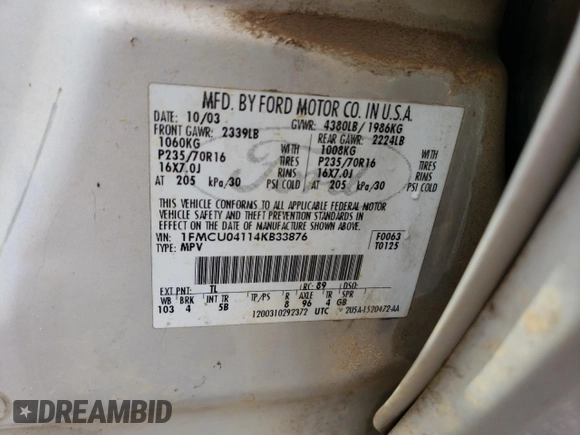 MFD. BY FORD MOTOR CO. IN U.S.A.
DATE: 10/03 GVWR: 4380LB/1986KG
FRONT GAWR: 2339LB REAR GAWR: 2224LB
1060KG WITH 1008KG WITH
P235/70R16 TIRES P235/70R16 TIRES
16X7.0J RIMS 16X7.0J RIMS
AT 205 kPa/30 PSI COLD AT 205 kPa/30 PSI COLD
Ford
THIS VEHICLE CONFORMS TO ALL APPLICABLE FEDERAL MOTOR
VEHICLE SAFETY AND THEFT PREVENTION STANDARDS IN
EFFECT ON THE DATE OF MANUFACTURE SHOWN ABOVE.
VIN: 1FMCU04114KB33876 F0063
TYPE: MPV T0125
EXT PNT: TL RC: 89 DSO:
WB BRK INT TR TP/PS R AXLE TR SPR
103 4 5B 8 96 4 GB
1200310292372 UTC 2U5A-1520472-AA
DREAMBID